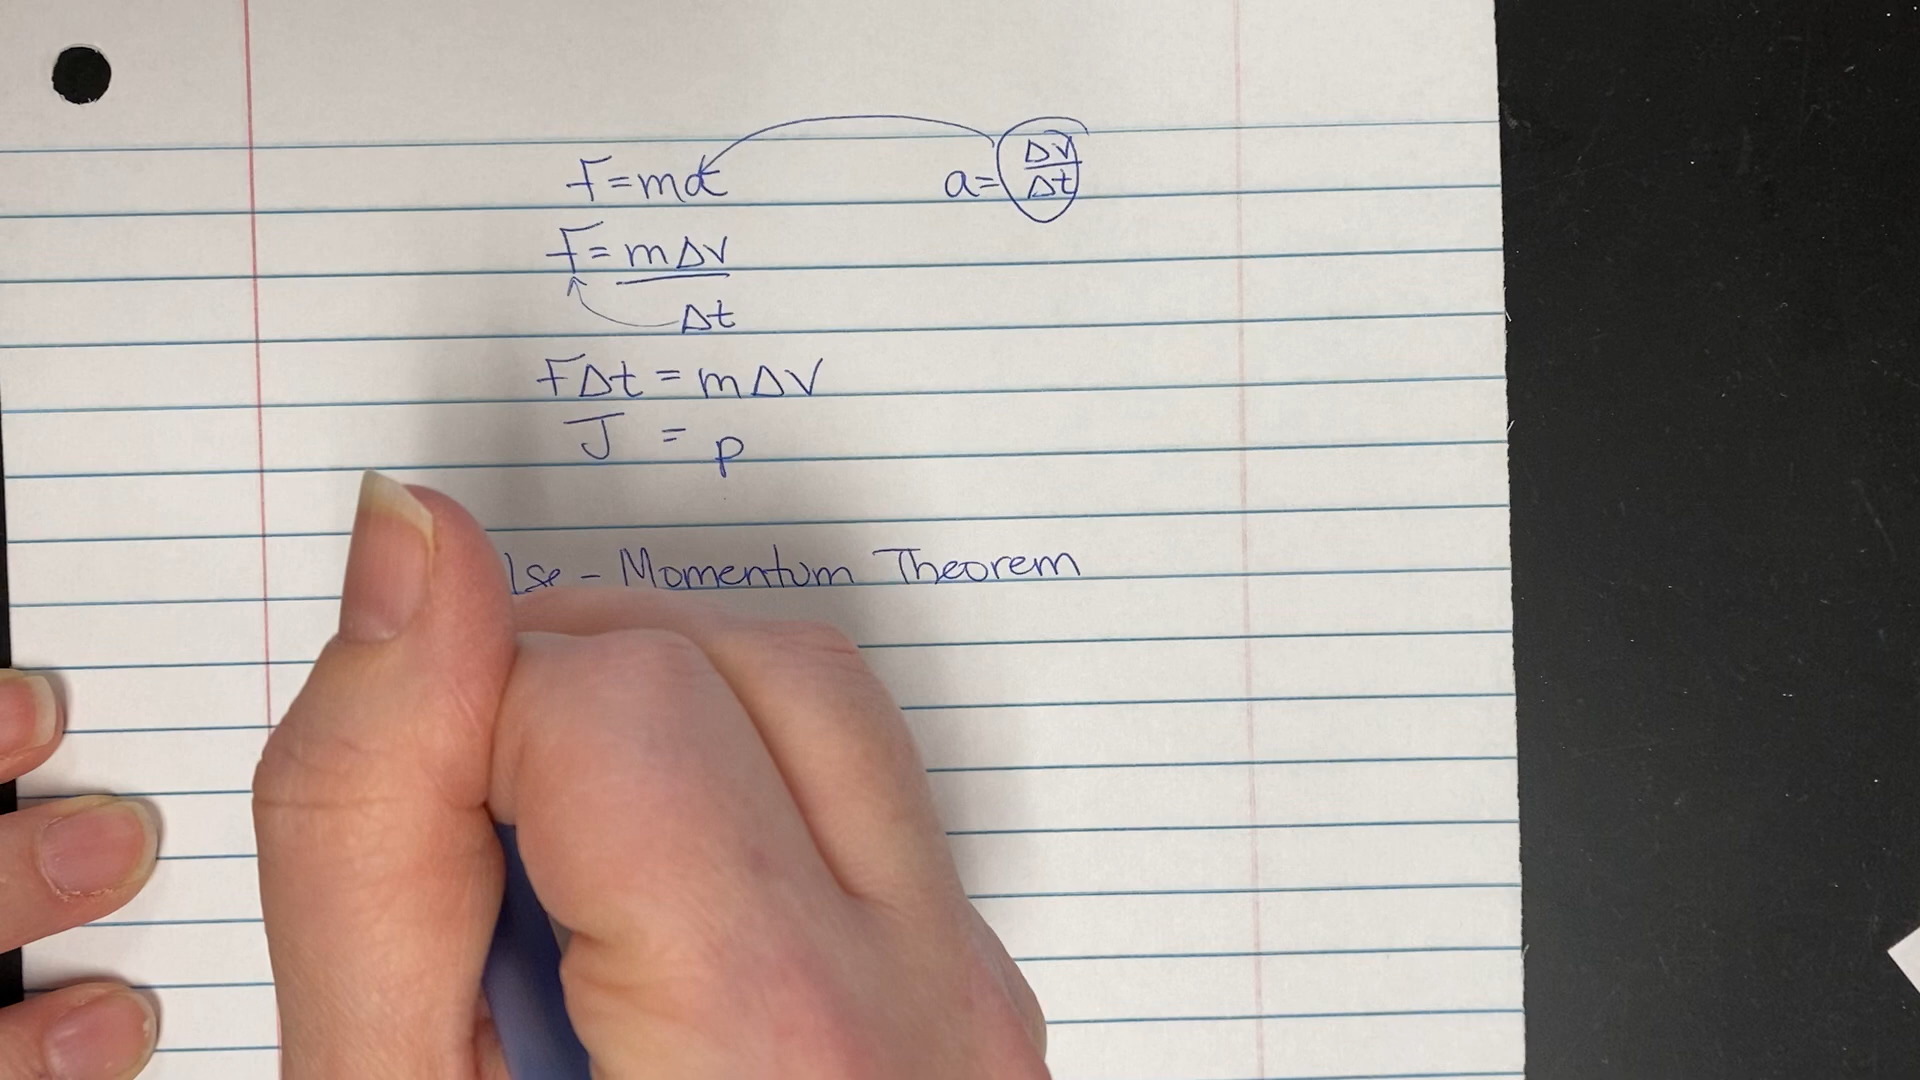 F=ma a=Δv/Δt
F=mΔv
Δt
FΔt = mΔv
J = p
lse - Momentum Theorem